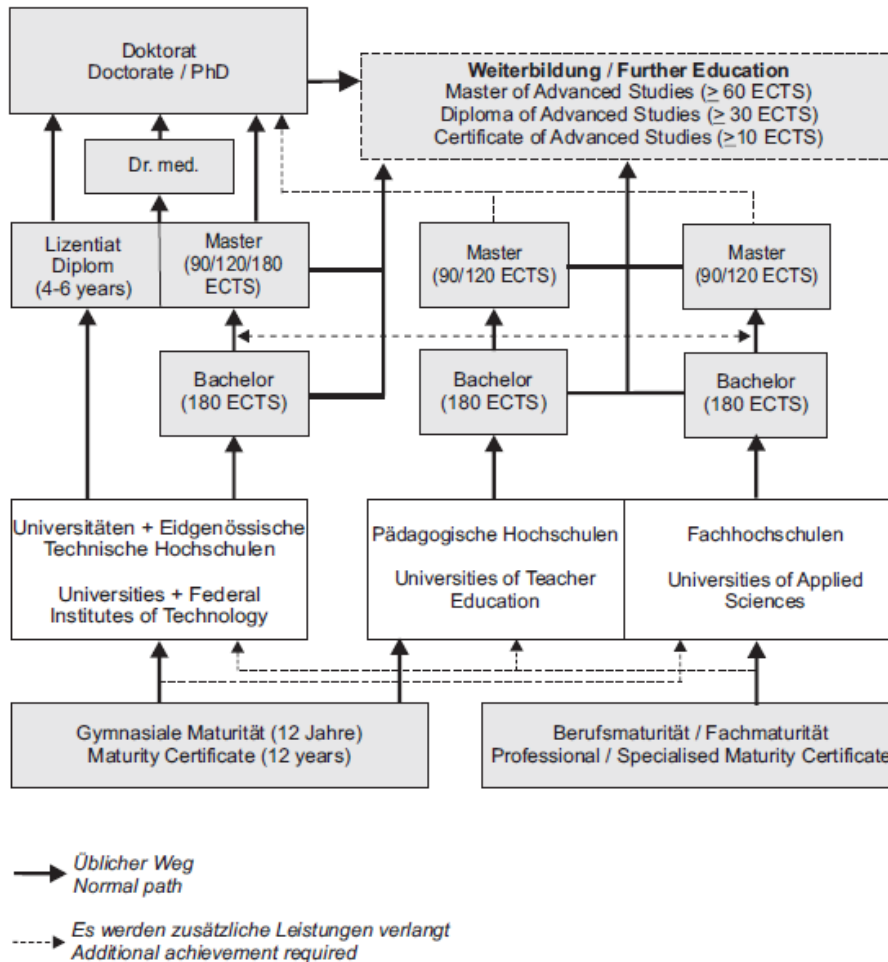 Doktorat
Doctorate / PhD
Weiterbildung / Further Education
Master of Advanced Studies (≥ 60 ECTS)
Diploma of Advanced Studies (≥ 30 ECTS)
Certificate of Advanced Studies (≥10 ECTS)
Dr. med.
Lizentiat
Diplom
(4-6 years)
Master
(90/120/180
ECTS)
Master
(90/120 ECTS)
Master
(90/120 ECTS)
Bachelor
(180 ECTS)
Bachelor
(180 ECTS)
Bachelor
(180 ECTS)
Universitäten + Eidgenössische
Technische Hochschulen
Universities + Federal
Institutes of Technology
Pädagogische Hochschulen
Universities of Teacher
Education
Fachhochschulen
Universities of Applied
Sciences
Gymnasiale Maturität (12 Jahre)
Maturity Certificate (12 years)
Berufsmaturität / Fachmaturität
Professional / Specialised Maturity Certificate
Üblicher Weg
Normal path
Es werden zusätzliche Leistungen verlangt
Additional achievement required